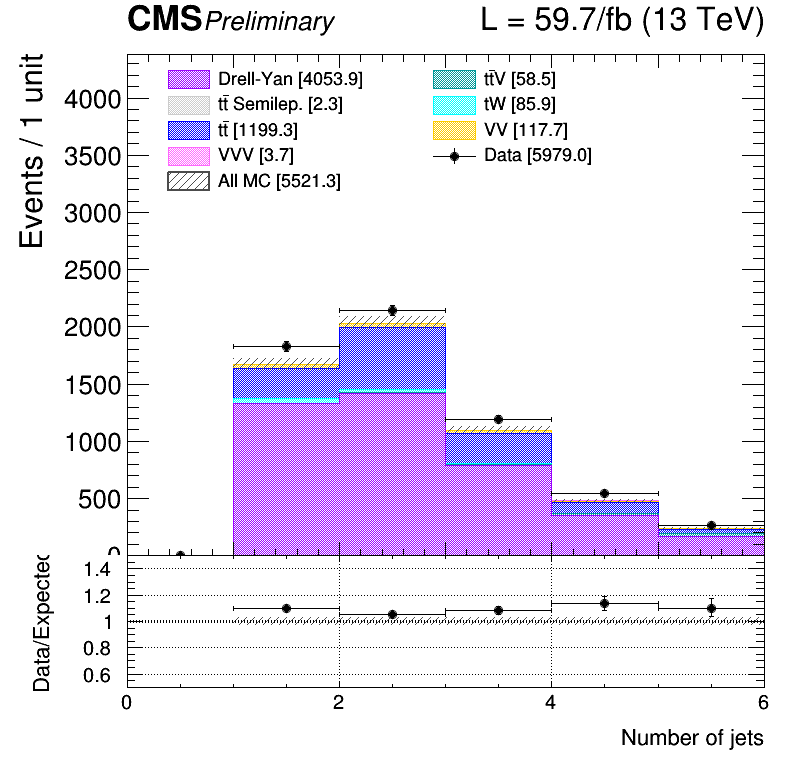 CMS Preliminary L = 59.7/fb (13 TeV)
Events / 1 unit
Drell-Yan [4053.9]
tt̄ Semilep. [2.3]
tt̄ [1199.3]
VVV [3.7]
All MC [5521.3]
tt̄V [58.5]
tW [85.9]
VV [117.7]
Data [5979.0]
4000
3500
3000
2500
2000
1500
1000
500
0
Data/Expected
1.4
1.2
1
0.8
0.6
0 2 4 6
Number of jets